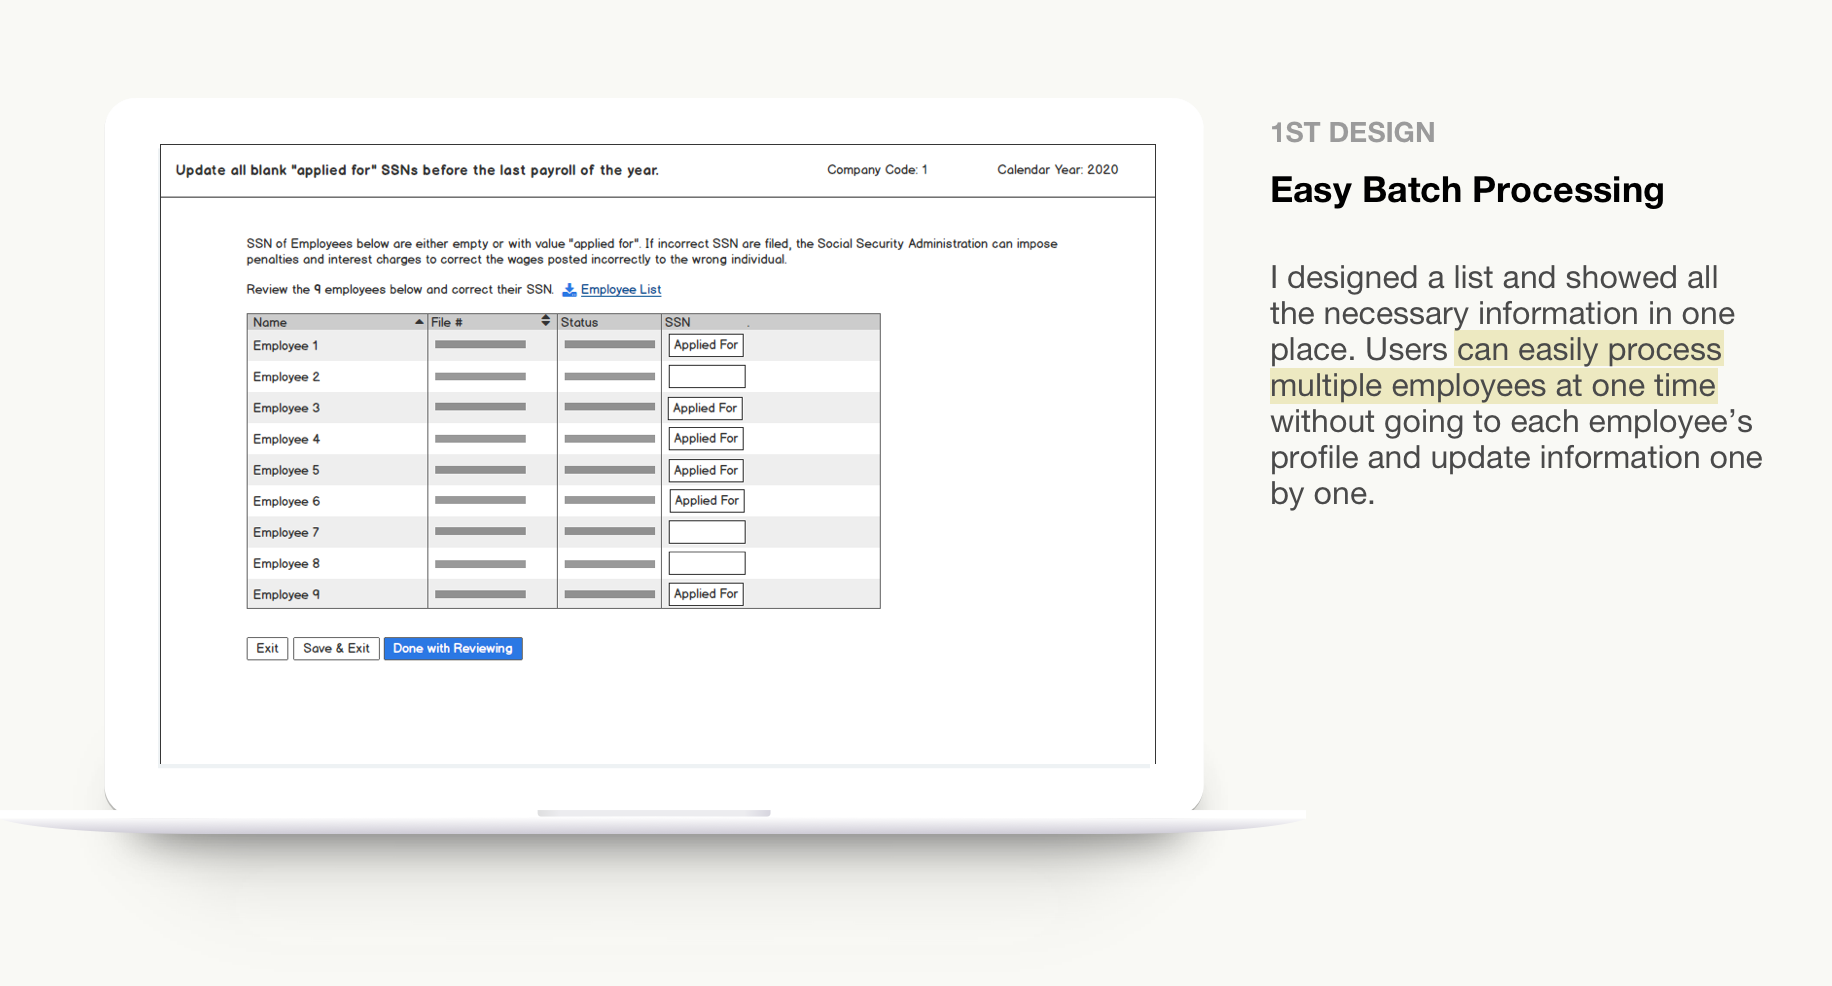 Update all blank "applied for" SSNs before the last payroll of the year.
Company Code: 1
Calendar Year: 2020
SSN of Employees below are either empty or with value "applied for". If incorrect SSN are filed, the Social Security Administration can impose
penalties and interest charges to correct the wages posted incorrectly to the wrong individual.
Review the 9 employees below and correct their SSN. Employee List
Name File # Status SSN .
Employee 1 Applied For
Employee 2
Employee 3 Applied For
Employee 4 Applied For
Employee 5 Applied For
Employee 6 Applied For
Employee 7
Employee 8
Employee 9 Applied For
Exit Save & Exit Done with Reviewing
1ST DESIGN
Easy Batch Processing
I designed a list and showed all
the necessary information in one
place. Users can easily process
multiple employees at one time
without going to each employee’s
profile and update information one
by one.